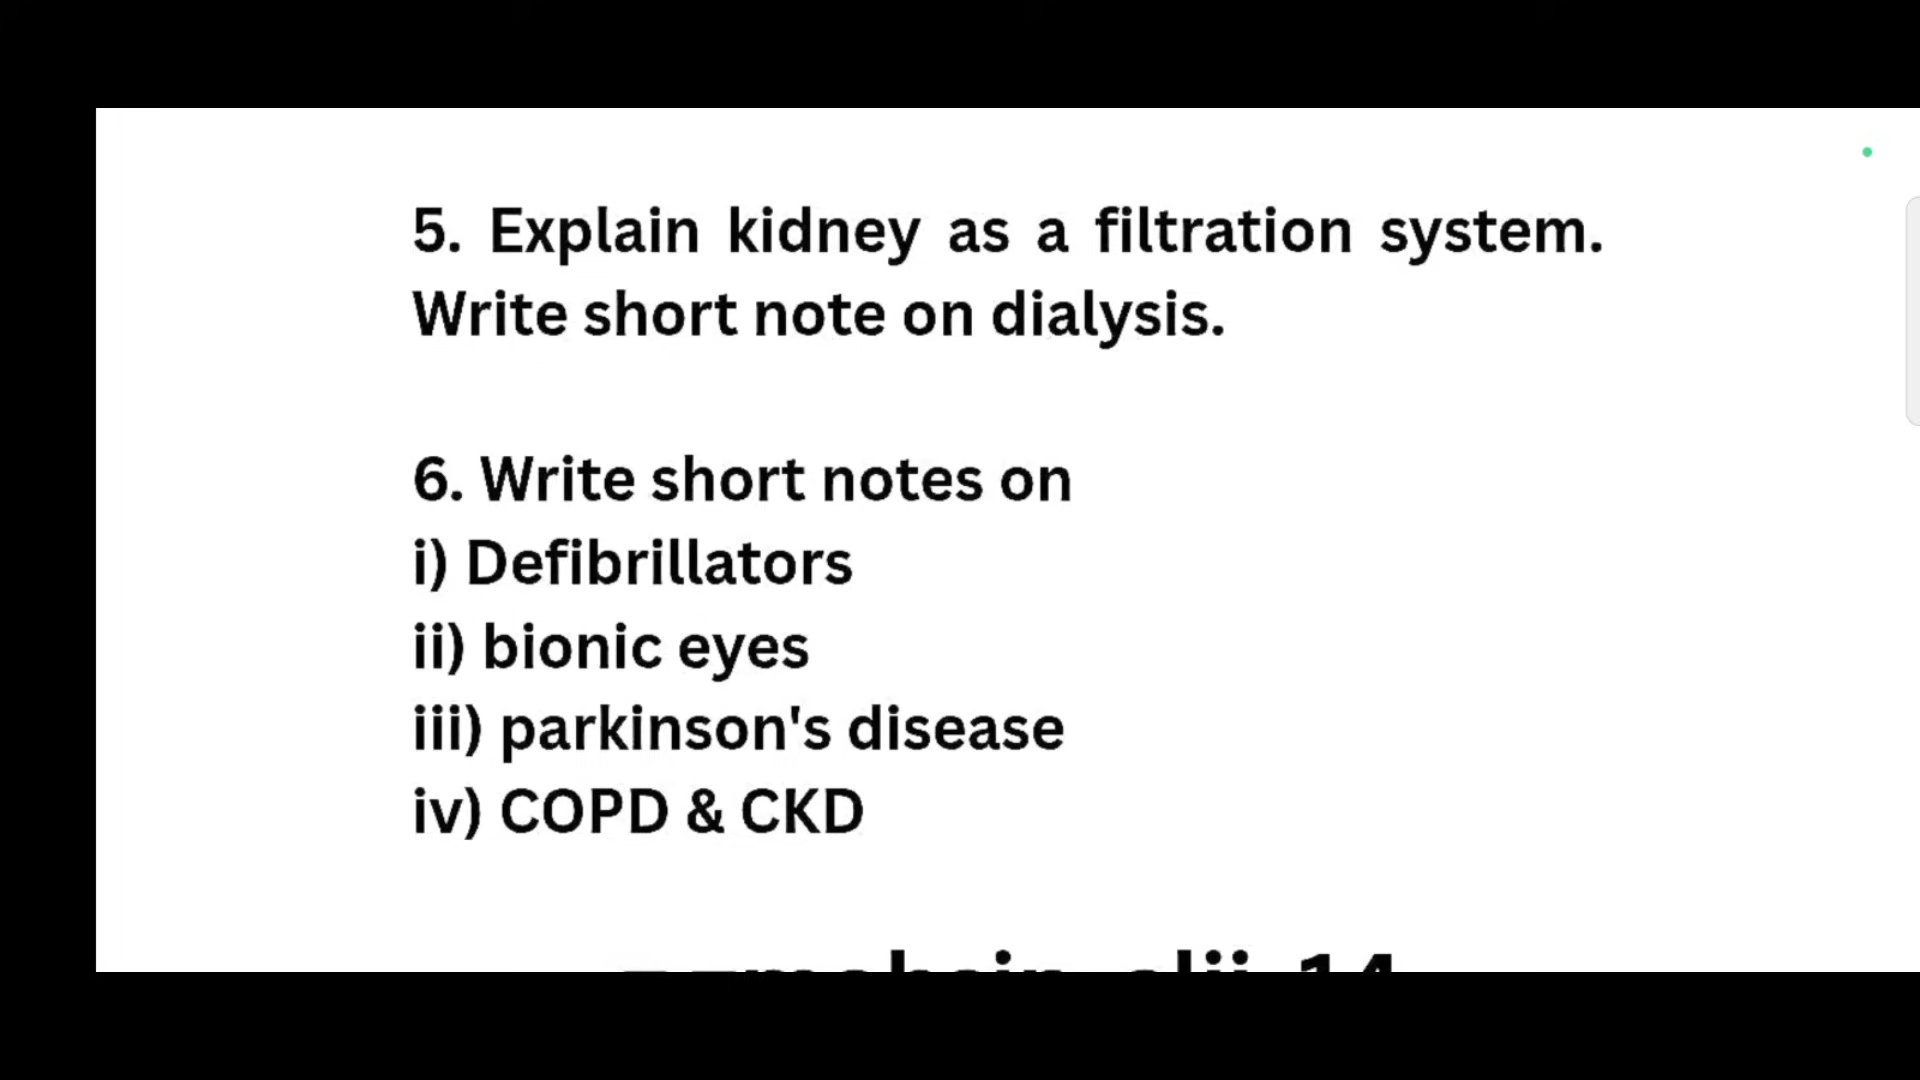 5. Explain kidney as a filtration system.
Write short note on dialysis.
6. Write short notes on
i) Defibrillators
ii) bionic eyes
iii) parkinson's disease
iv) COPD & CKD